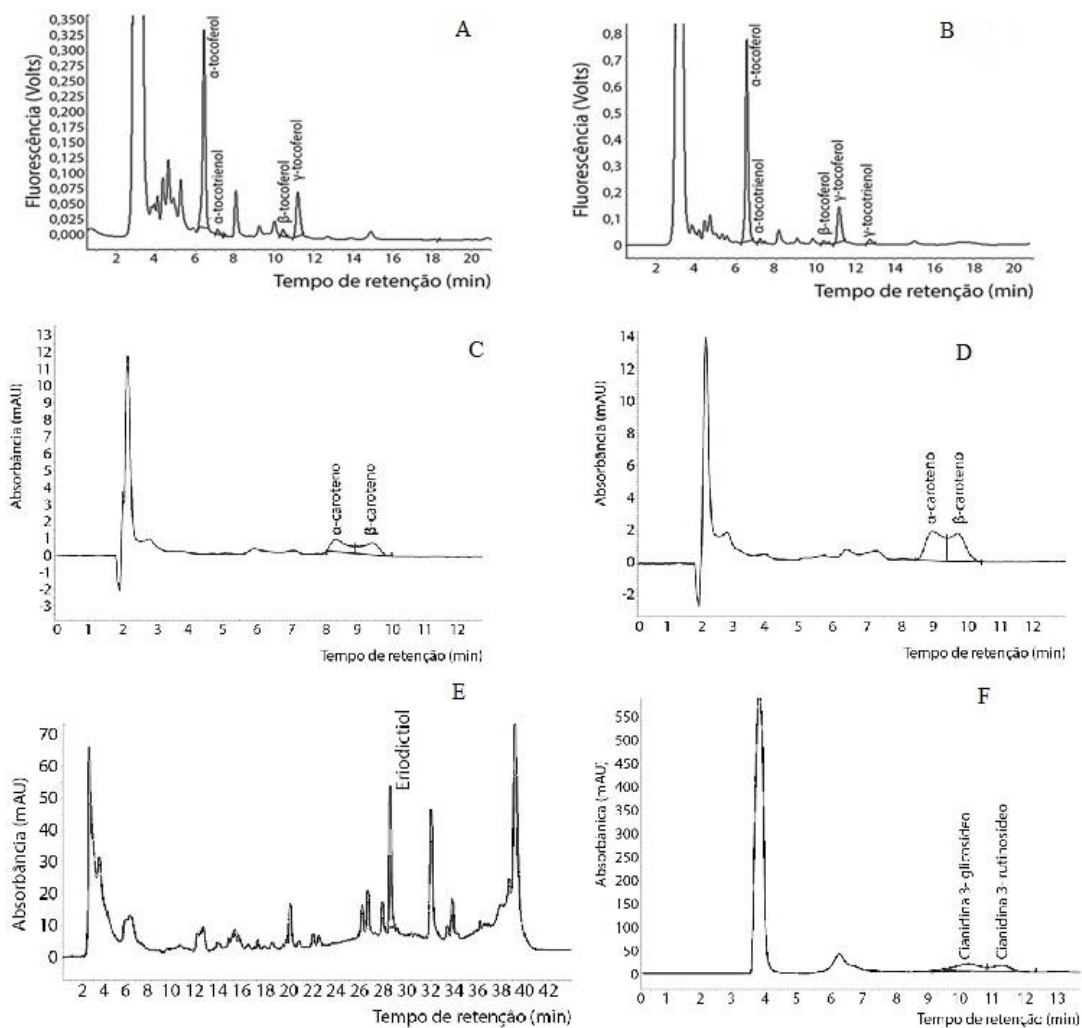 A
0,350
0,325
0,300
0,275
0,250
0,225
0,200
0,175
0,150
0,125
0,100
0,075
0,050
0,025
0,000
Fluorescência (Volts)
α-tocoferol
α-tocotrienol
β-tocoferol
γ-tocoferol
2 4 6 8 10 12 14 16 18 20
Tempo de retenção (min)
B
0,8
0,7
0,6
0,5
0,4
0,3
0,2
0,1
0
Fluorescência (Volts)
α-tocoferol
α-tocotrienol
β-tocoferol
γ-tocoferol
γ-tocotrienol
2 4 6 8 10 12 14 16 18 20
Tempo de retenção (min)
C
13
12
11
10
9
8
7
6
5
4
3
2
1
0
-1
-2
-3
Absorbância (mAU)
α-caroteno
β-caroteno
0 1 2 3 4 5 6 7 8 9 10 11 12
Tempo de retenção (min)
D
14
12
10
8
6
4
2
0
-2
Absorbância (mAU)
α-caroteno
β-caroteno
0 1 2 3 4 5 6 7 8 9 10 11 12
Tempo de retenção (min)
E
70
60
50
40
30
20
10
0
Absorbância (mAU)
Eriodictiol
2 4 6 8 10 12 14 16 18 20 22 24 26 28 30 32 34 36 38 40 42
Tempo de retenção (min)
F
550
500
450
400
350
300
250
200
150
100
50
0
Absorbânica (mAU)
Cianidina 3- glicosídeo
Cianidina 3- rutinosídeo
0 1 2 3 4 5 6 7 8 9 10 11 12 13
Tempo de retenção (min)